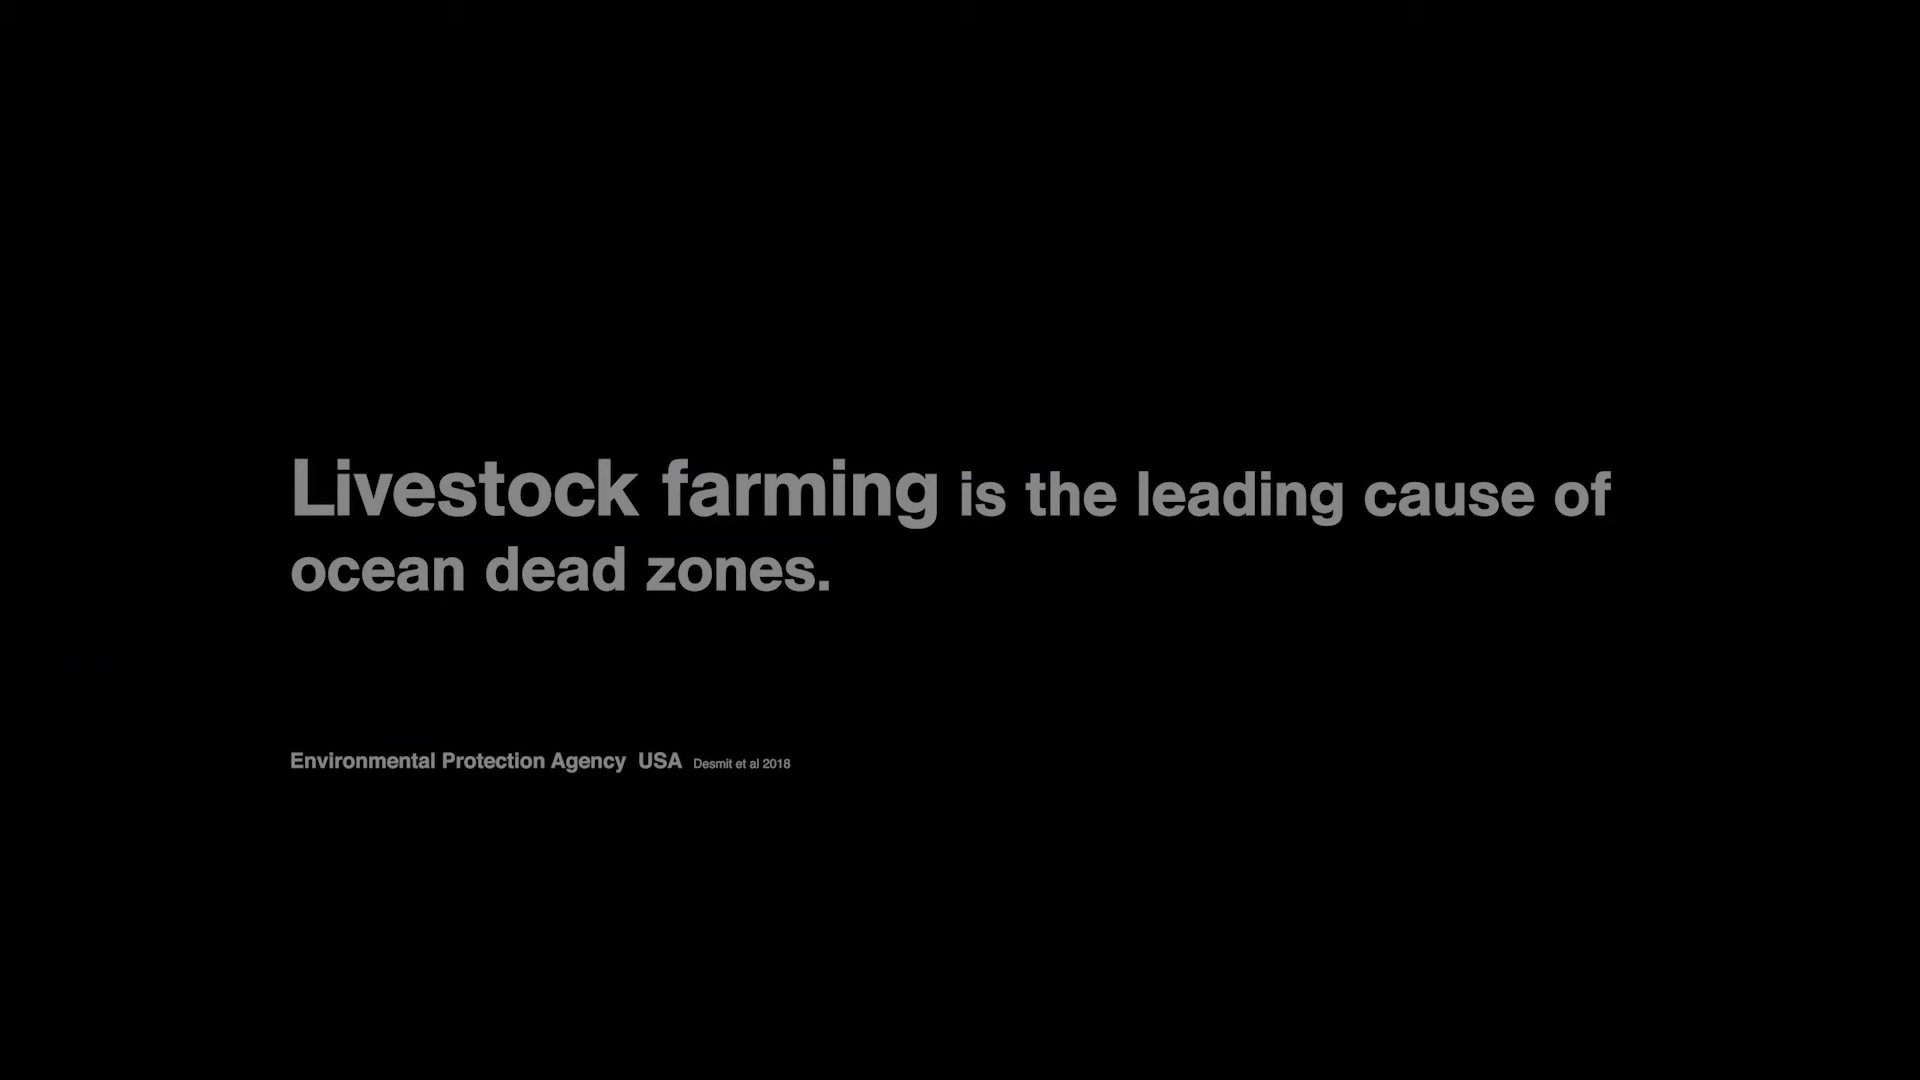 Livestock farming is the leading cause of
ocean dead zones.
Environmental Protection Agency USA Desmit et al 2018